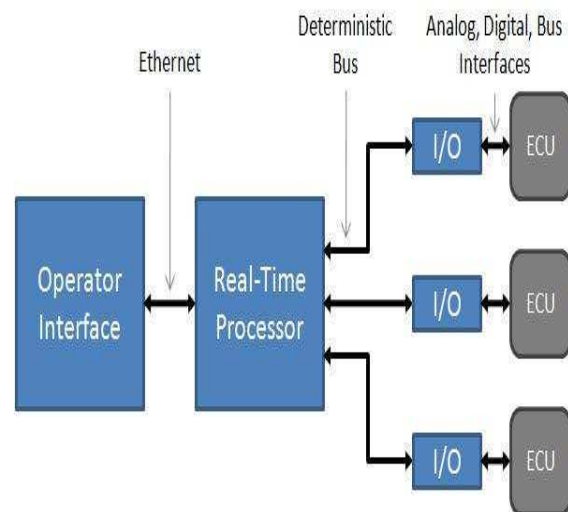 Ethernet
Deterministic
Bus
Analog, Digital, Bus
Interfaces
Operator
Interface
Real-Time
Processor
I/O
ECU
I/O
ECU
I/O
ECU